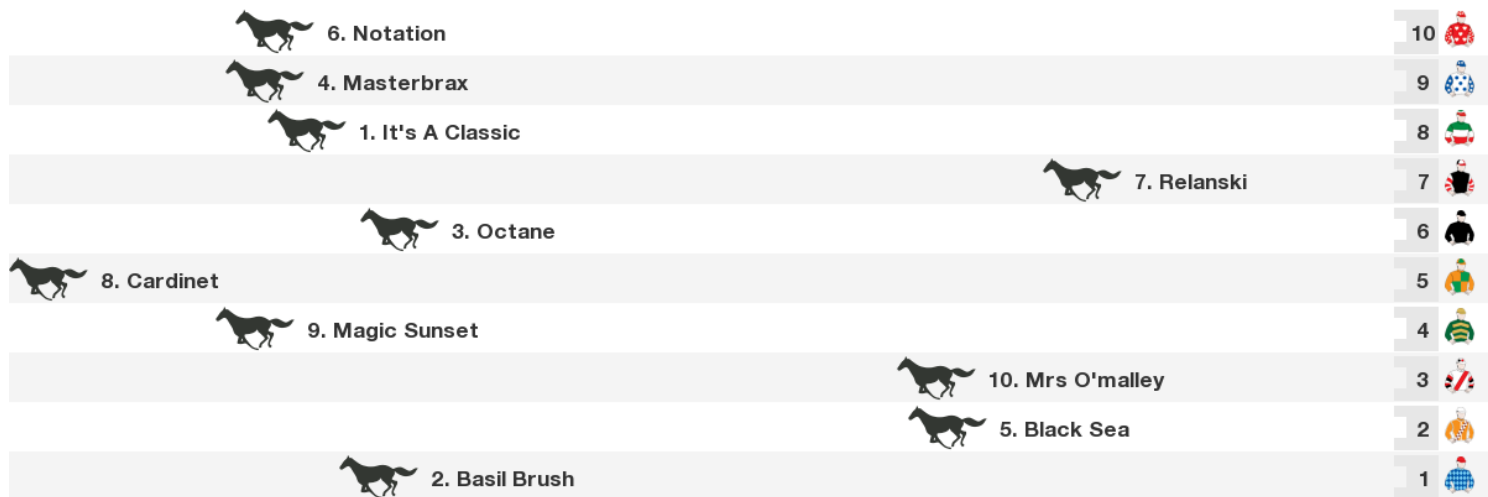 6. Notation 10
4. Masterbrax 9
1. It's A Classic 8
7. Relanski 7
3. Octane 6
8. Cardinet 5
9. Magic Sunset 4
10. Mrs O'malley 3
5. Black Sea 2
2. Basil Brush 1